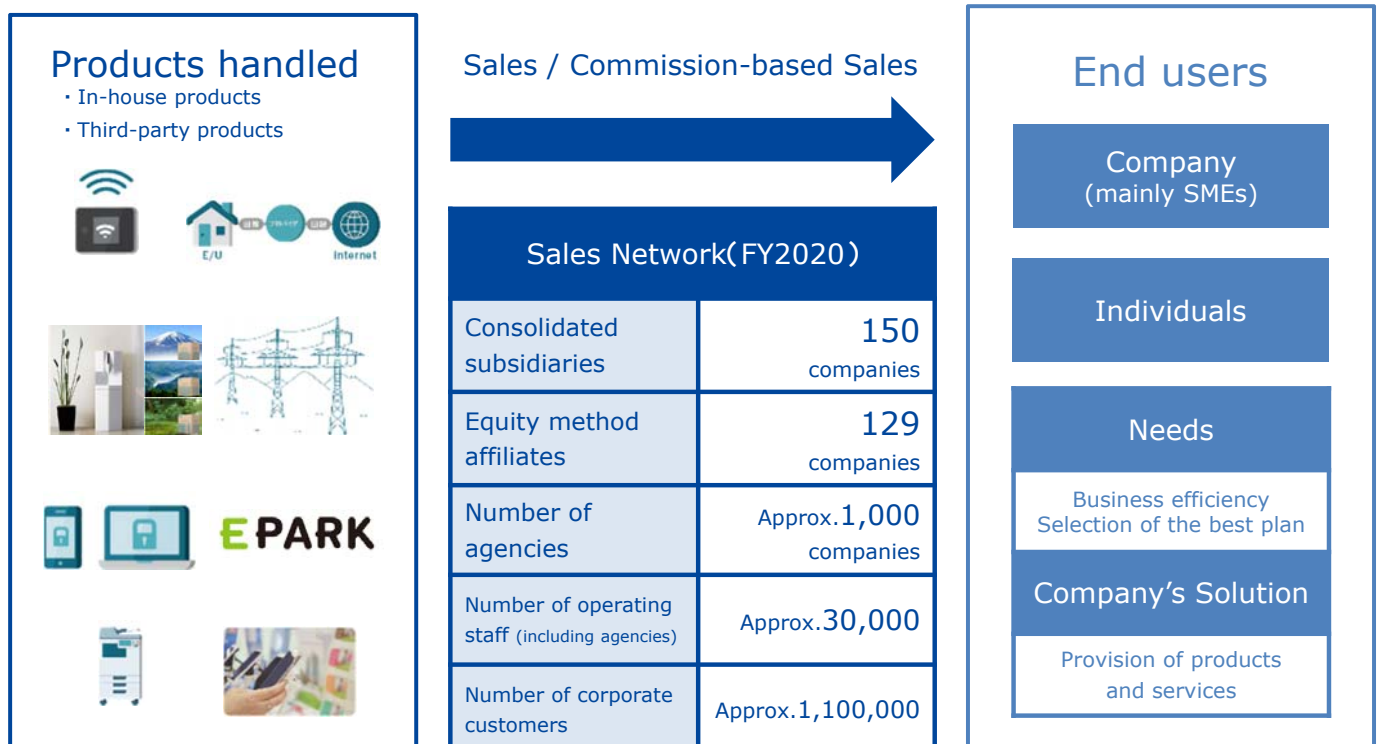 Products handled
・In-house products
・Third-party products
E/U
Internet
EPARK
Sales / Commission-based Sales
Sales Network(FY2020)
Consolidated
subsidiaries
150
companies
Equity method
affiliates
129
companies
Number of
agencies
Approx.1,000
companies
Number of operating
staff (including agencies)
Approx.30,000
Number of corporate
customers
Approx.1,100,000
End users
Company
(mainly SMEs)
Individuals
Needs
Business efficiency
Selection of the best plan
Company's Solution
Provision of products
and services